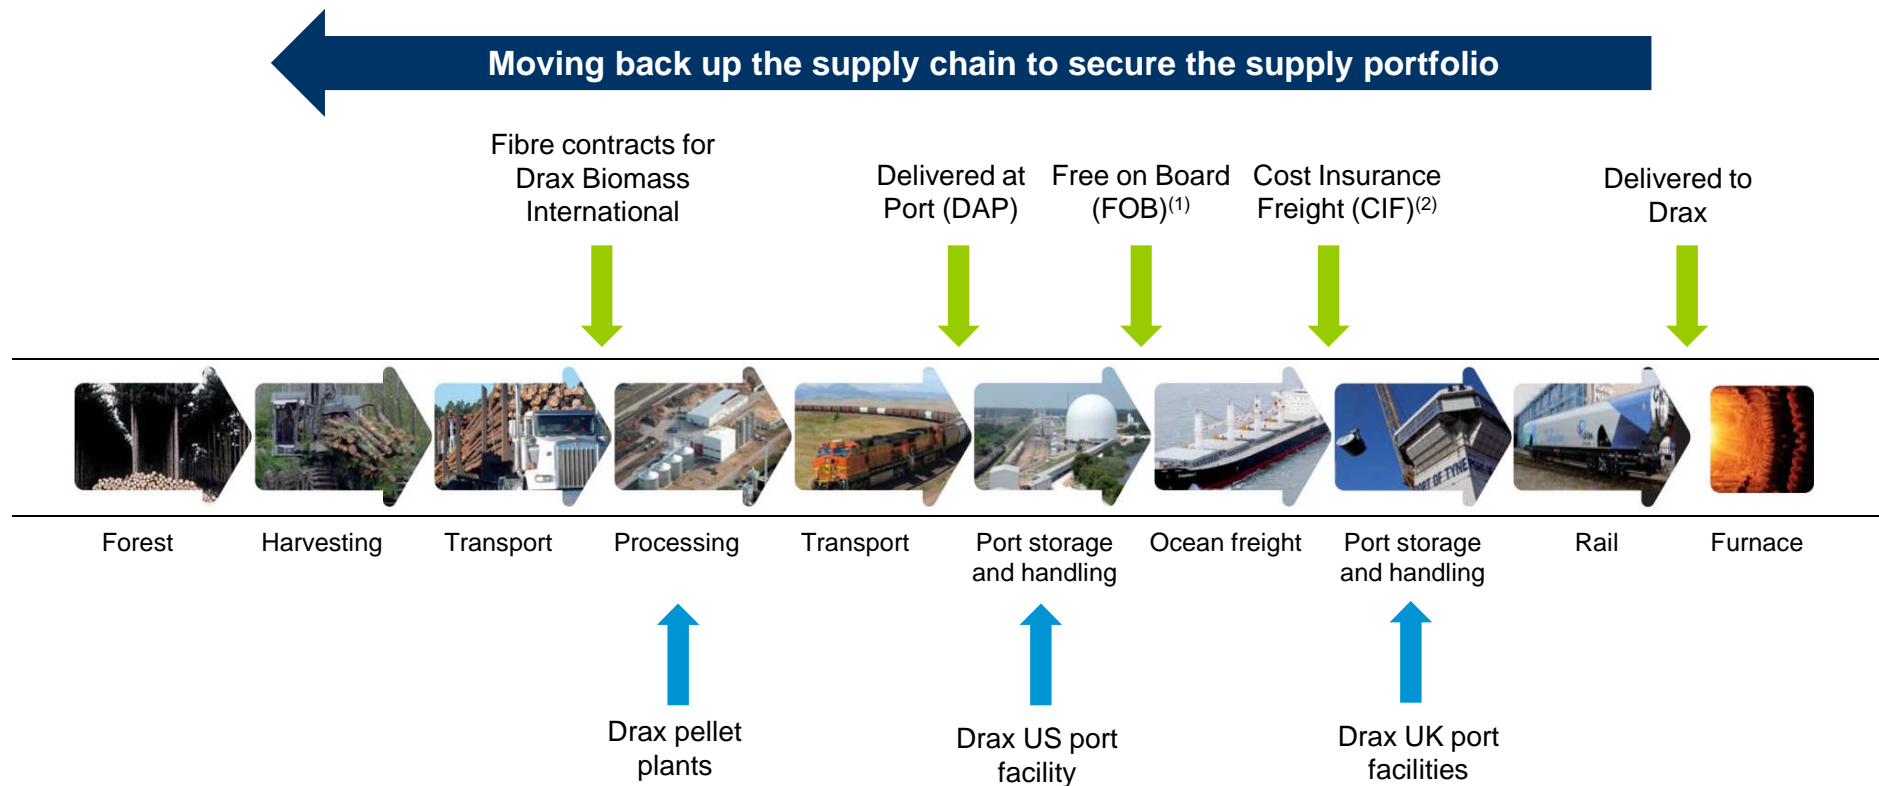 Moving back up the supply chain to secure the supply portfolio
Fibre contracts for
Drax Biomass
International
Delivered at
Port (DAP)
Free on Board
(FOB)(1)
Cost Insurance
Freight (CIF)(2)
Delivered to
Drax
PORT OF TYNE
Forest
Harvesting
Transport
Processing
Transport
Port storage
and handling
Ocean freight
Port storage
and handling
Rail
Furnace
Drax pellet
plants
Drax US port
facility
Drax UK port
facilities